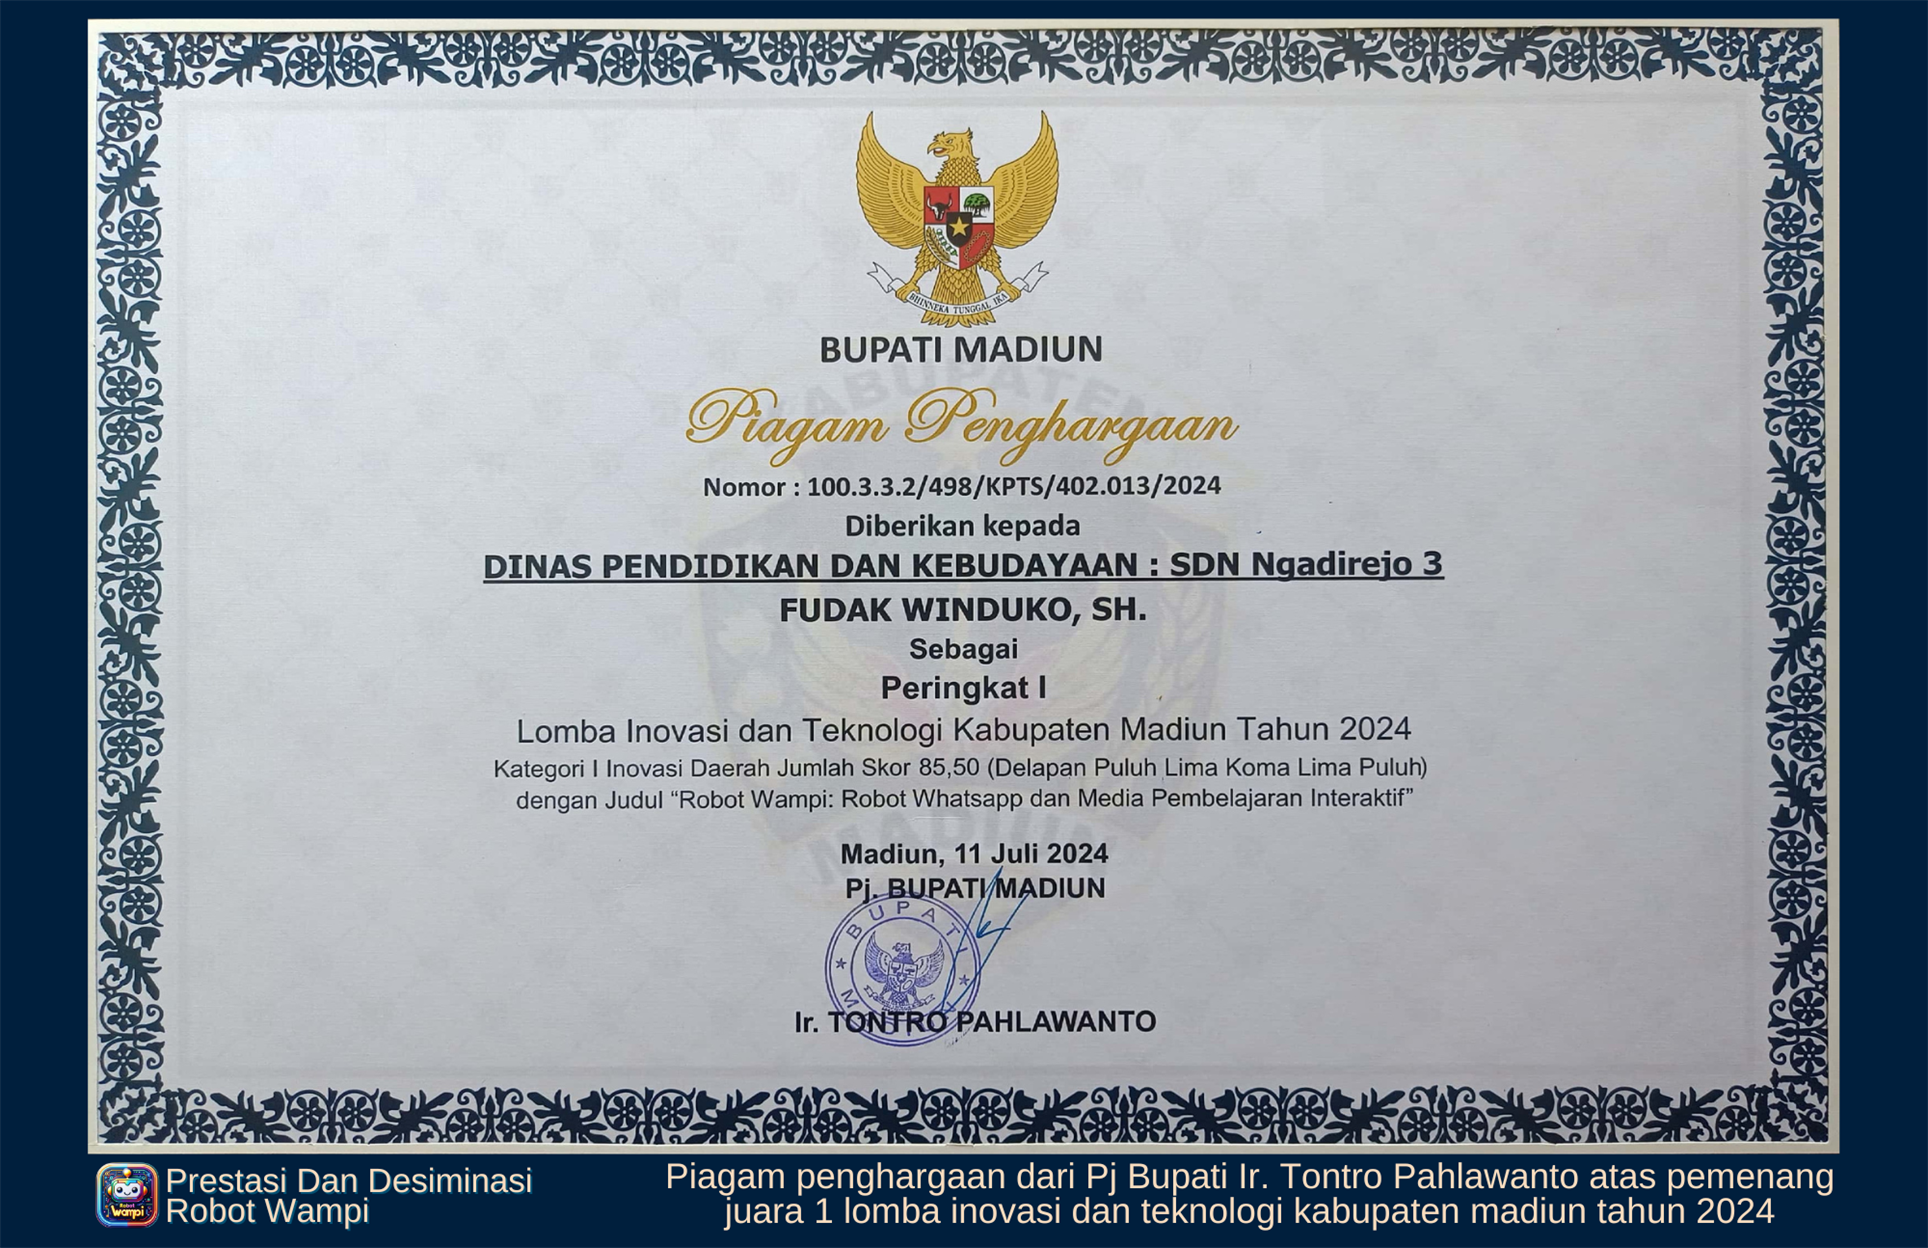 BHINNEKA TUNGGAL IKA
BUPATI MADIUN
Piagam Penghargaan
Nomor : 100.3.3.2/498/KPTS/402.013/2024
Diberikan kepada
DINAS PENDIDIKAN DAN KEBUDAYAAN : SDN Ngadirejo 3
FUDAK WINDUKO, SH.
Sebagai
Peringkat I
Lomba Inovasi dan Teknologi Kabupaten Madiun Tahun 2024
Kategori I Inovasi Daerah Jumlah Skor 85,50 (Delapan Puluh Lima Koma Lima Puluh)
dengan Judul “Robot Wampi: Robot Whatsapp dan Media Pembelajaran Interaktif”
KABUPATEN
MADIUN
Madiun, 11 Juli 2024
Pj. BUPATI MADIUN
BUPATI
Ir. TONTRO PAHLAWANTO
Robot
Wampi
Prestasi Dan Desiminasi
Robot Wampi
Piagam penghargaan dari Pj Bupati Ir. Tontro Pahlawanto atas pemenang
juara 1 lomba inovasi dan teknologi kabupaten madiun tahun 2024